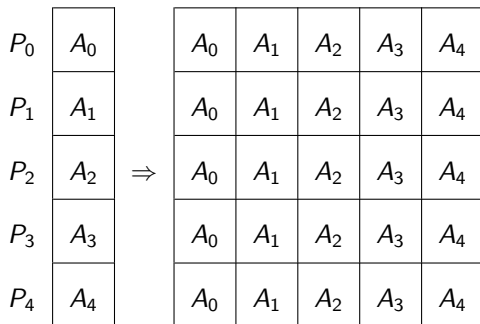 P₀ A₀ A₀ A₁ A₂ A₃ A₄
P₁ A₁ A₀ A₁ A₂ A₃ A₄
P₂ A₂ ⇒ A₀ A₁ A₂ A₃ A₄
P₃ A₃ A₀ A₁ A₂ A₃ A₄
P₄ A₄ A₀ A₁ A₂ A₃ A₄